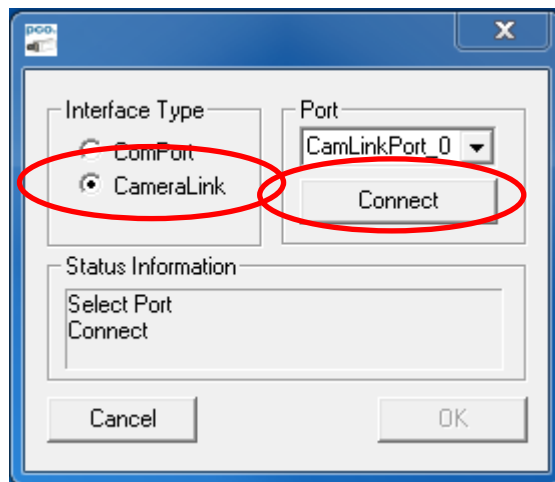 pco.
X
Interface Type
ComPort
CameraLink
Port
CamLinkPort_0
Connect
Status Information
Select Port
Connect
Cancel
OK